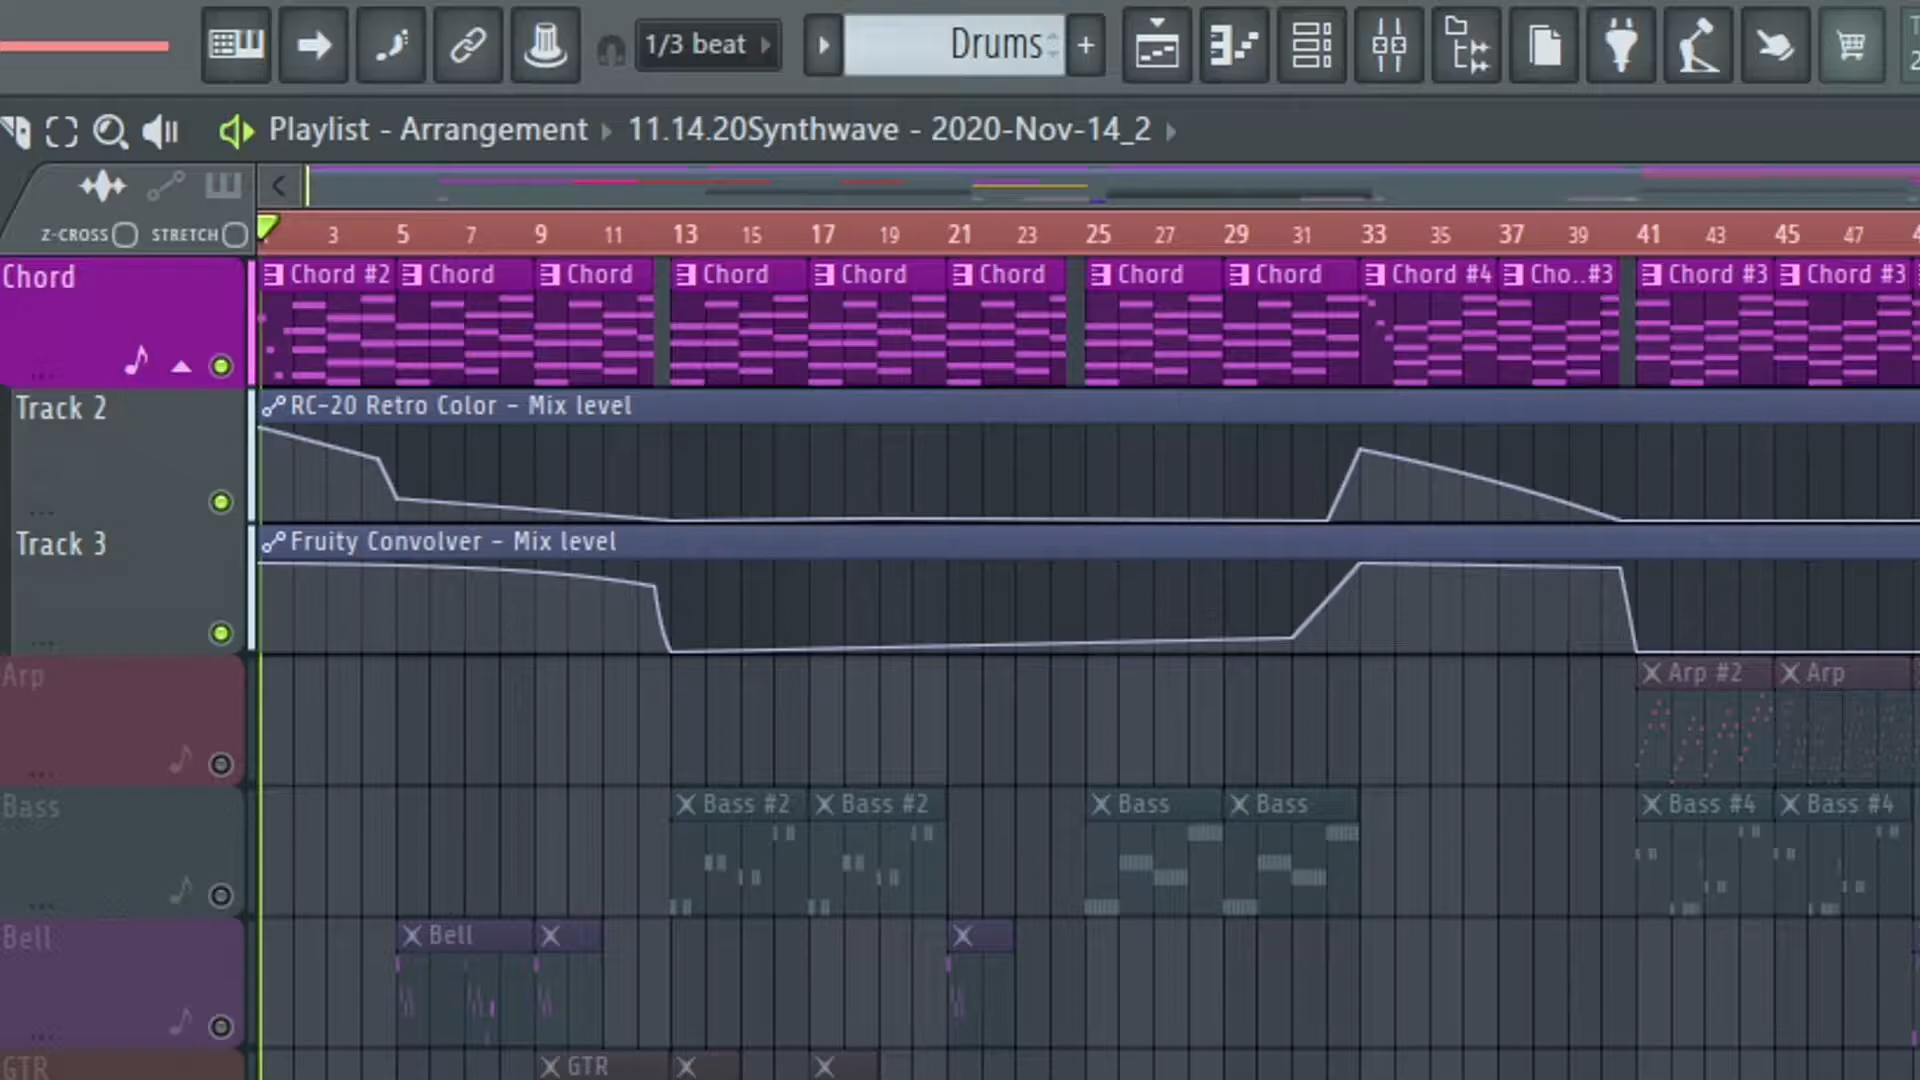 1/3 beat
Drums
+
Playlist - Arrangement
11.14.20Synthwave - 2020-Nov-14_2
Z-CROSS STRETCH
3 5 7 9 11 13 15 17 19 21 23 25 27 29 31 33 35 37 39 41 43 45 47
Chord
Chord #2 Chord Chord Chord Chord Chord Chord Chord Chord #4 Cho..#3 Chord #3 Chord #3
Track 2
RC-20 Retro Color - Mix level
Track 3
Fruity Convolver - Mix level
Arp
Arp #2 Arp
Bass
Bass #2 Bass #2 Bass Bass Bass #4 Bass #4
Bell
Bell
GTR
GTR